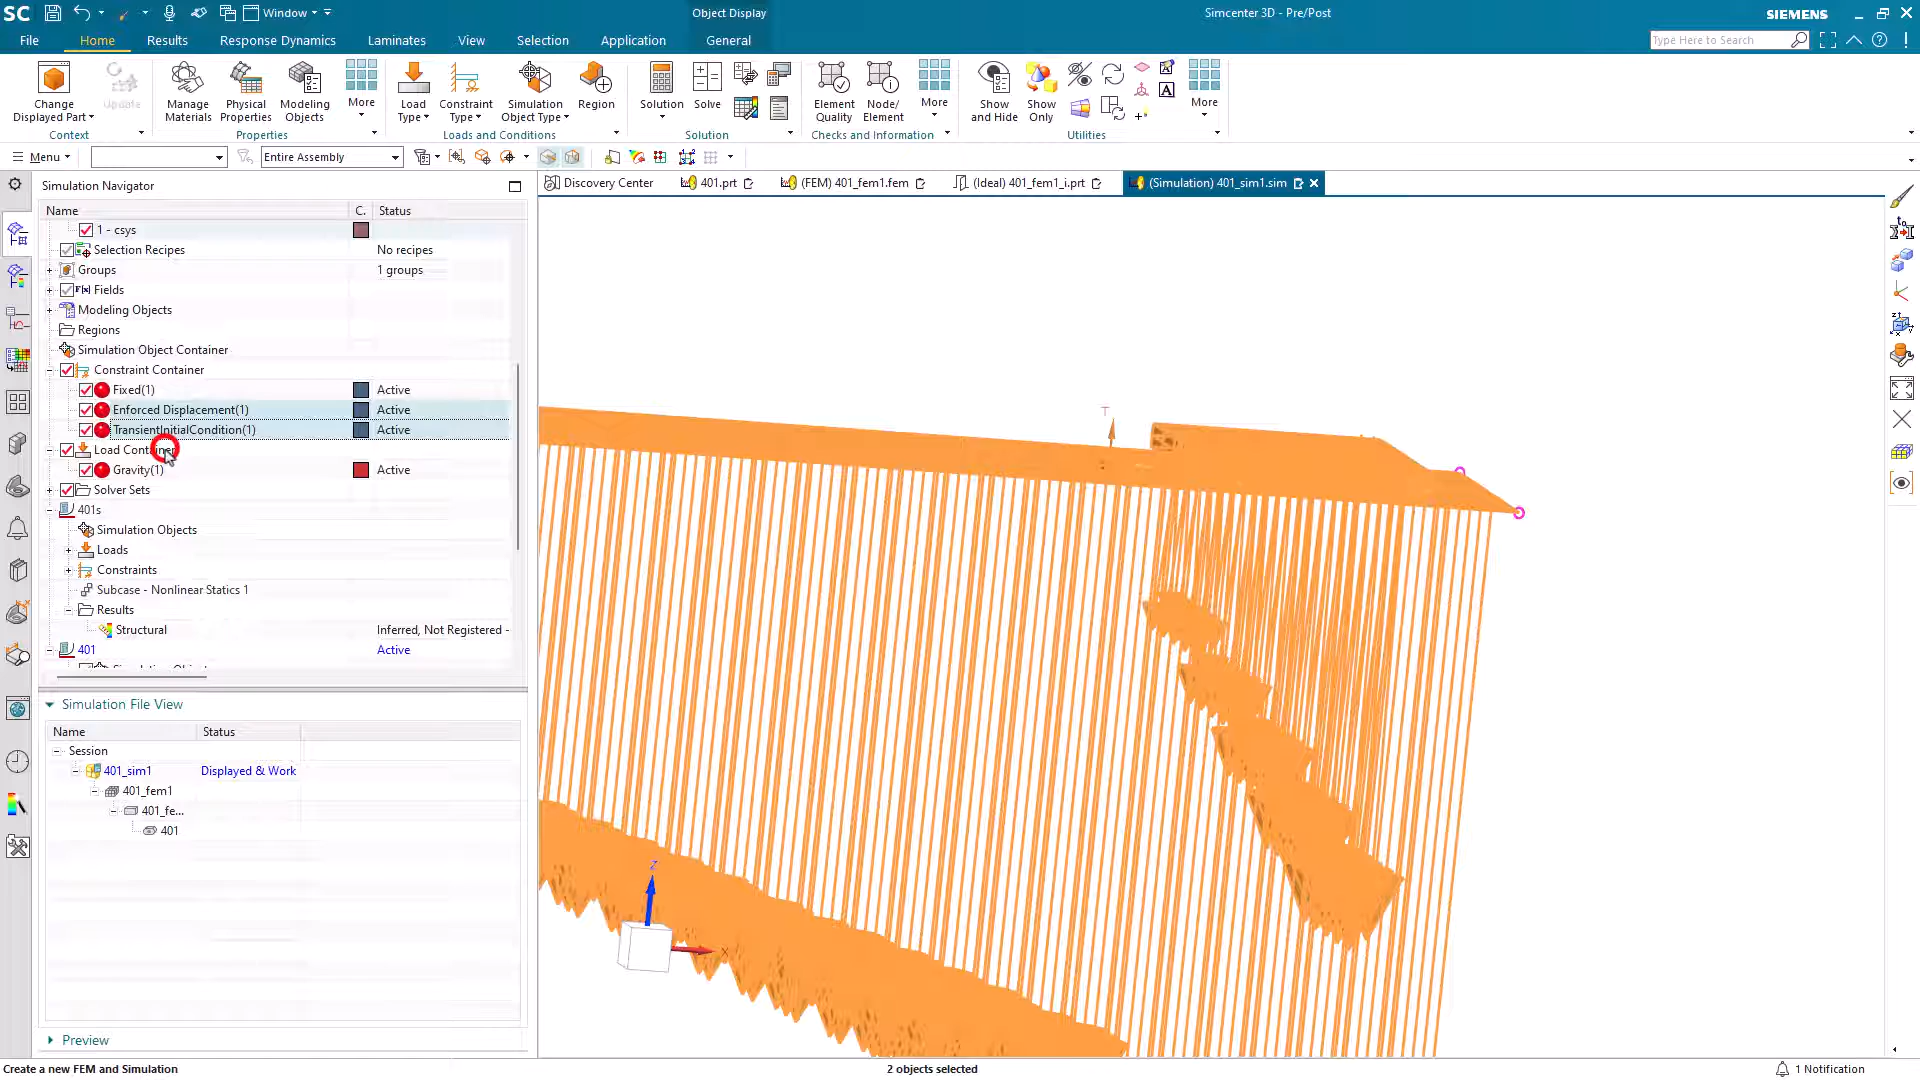 SC Window Object Display Simcenter 3D - Pre/Post SIEMENS
File Home Results Response Dynamics Laminates View Selection Application General Type Here to Search
Change Displayed Part
Update
Manage Materials
Physical Properties
Modeling Objects
More
Load Type
Constraint Type
Simulation Object Type
Region
Solution
Solve
Element Quality
Node/ Element
More
Show and Hide
Show Only
More
Context Properties Loads and Conditions Solution Checks and Information Utilities
Menu Entire Assembly
Simulation Navigator
Discovery Center 401.prt (FEM) 401_fem1.fem (Ideal) 401_fem1_i.prt (Simulation) 401_sim1.sim
Name C. Status
1 - csys
Selection Recipes No recipes
Groups 1 groups
F(x) Fields
Modeling Objects
Regions
Simulation Object Container
Constraint Container
Fixed(1) Active
Enforced Displacement(1) Active
TransientInitialCondition(1) Active
Load Container
Gravity(1) Active
Solver Sets
401s
Simulation Objects
Loads
Constraints
Subcase - Nonlinear Statics 1
Results
Structural Inferred, Not Registered -
401 Active
Simulation File View
Name Status
Session
401_sim1 Displayed & Work
401_fem1
401_fe...
401
Preview
T
Z
X
Create a new FEM and Simulation 2 objects selected 1 Notification